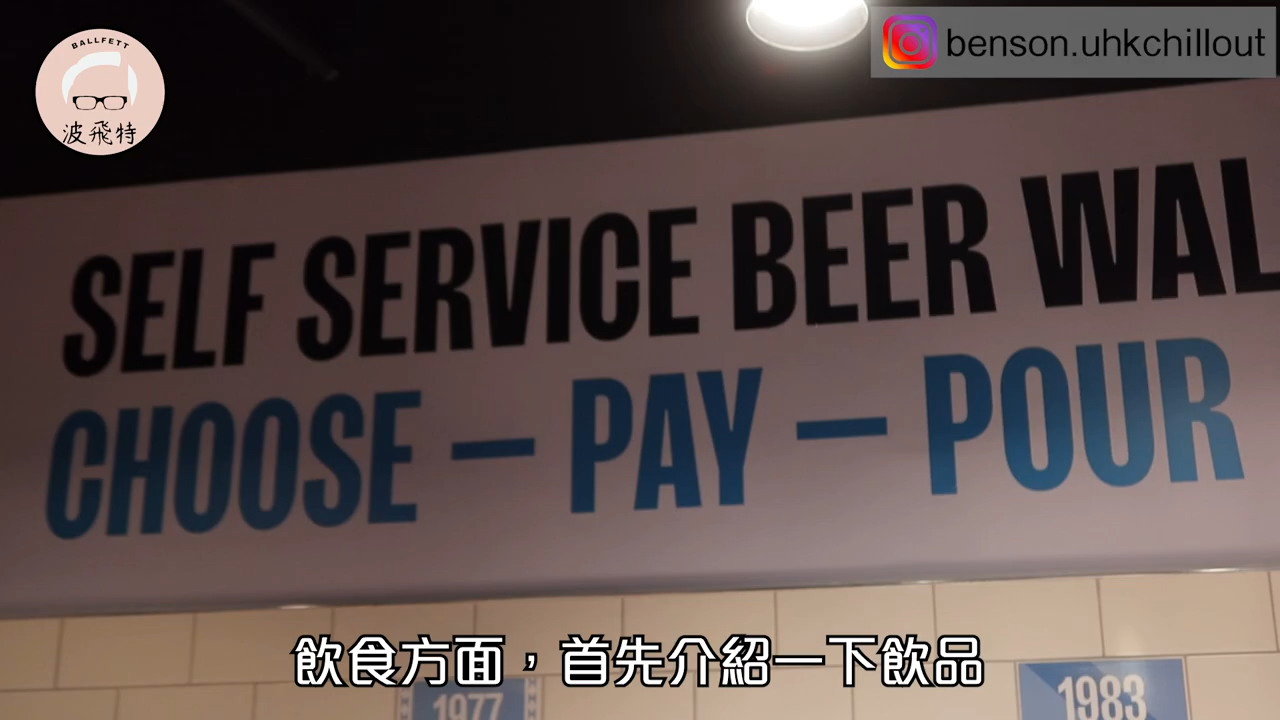 BALLFETT
波飛特
benson.uhkchillout
SELF SERVICE BEER WAL
CHOOSE – PAY – POUR
飲食方面，首先介紹一下飲品
1977
1983